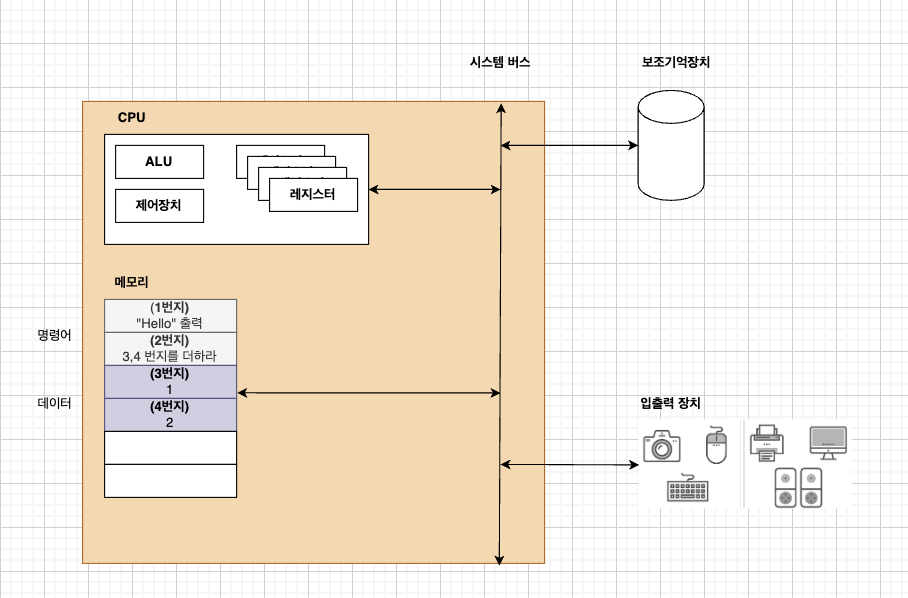 시스템 버스
보조기억장치
CPU
ALU
제어장치
레지스터
메모리
(1번지)
"Hello" 출력
명령어
(2번지)
3,4 번지를 더하라
(3번지)
1
데이터
(4번지)
2
입출력 장치